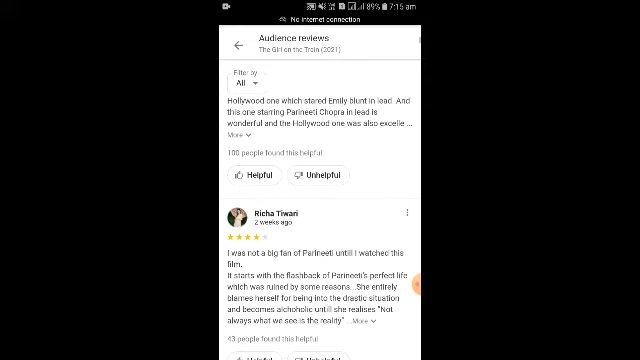 89% 7:15 am
No internet connection
Audience reviews
The Girl on the Train (2021)
Filter by
All
Hollywood one which stared Emily blunt in lead. And
this one starring Parineeti Chopra in lead is
wonderful and the Hollywood one was also excelle ...
More
100 people found this helpful.
Helpful Unhelpful
Richa Tiwari
2 weeks ago
I was not a big fan of Parineeti untill I watched this
film.
It starts with the flashback of Parineeti's perfect life
which was ruined by some reasons...She entirely
blames herself for being into the drastic situation
and becomes alchoholic untill she realises "Not
always what we see is the reality" ...More
43 people found this helpful.
Helpful Unhelpful